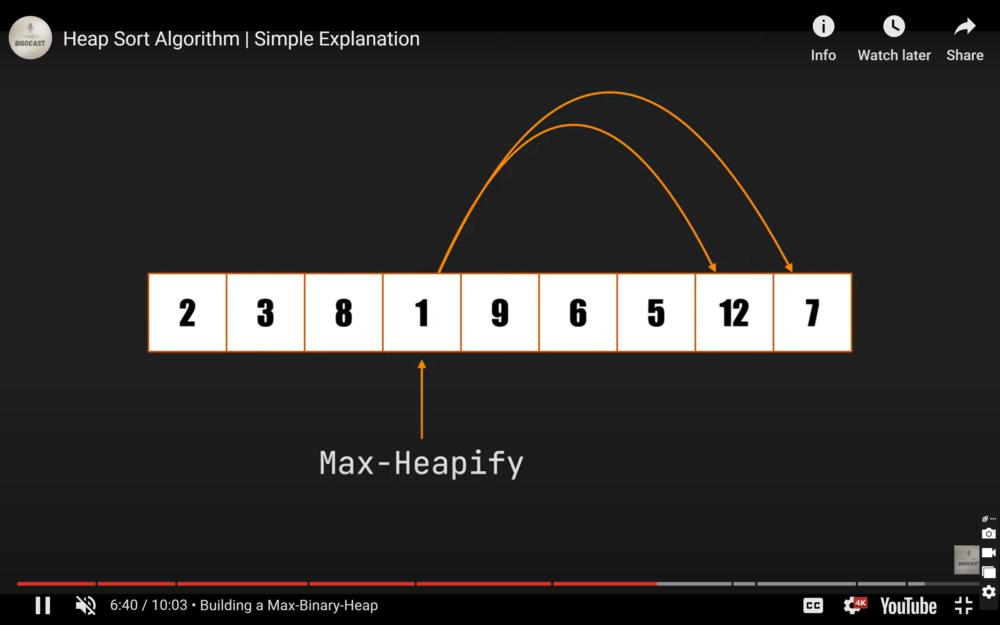 BIGOCAST
Heap Sort Algorithm | Simple Explanation
Info
Watch later
Share
2 3 8 1 9 6 5 12 7
Max-Heapify
BIGOCAST
6:40 / 10:03 • Building a Max-Binary-Heap
CC
4K
YouTube